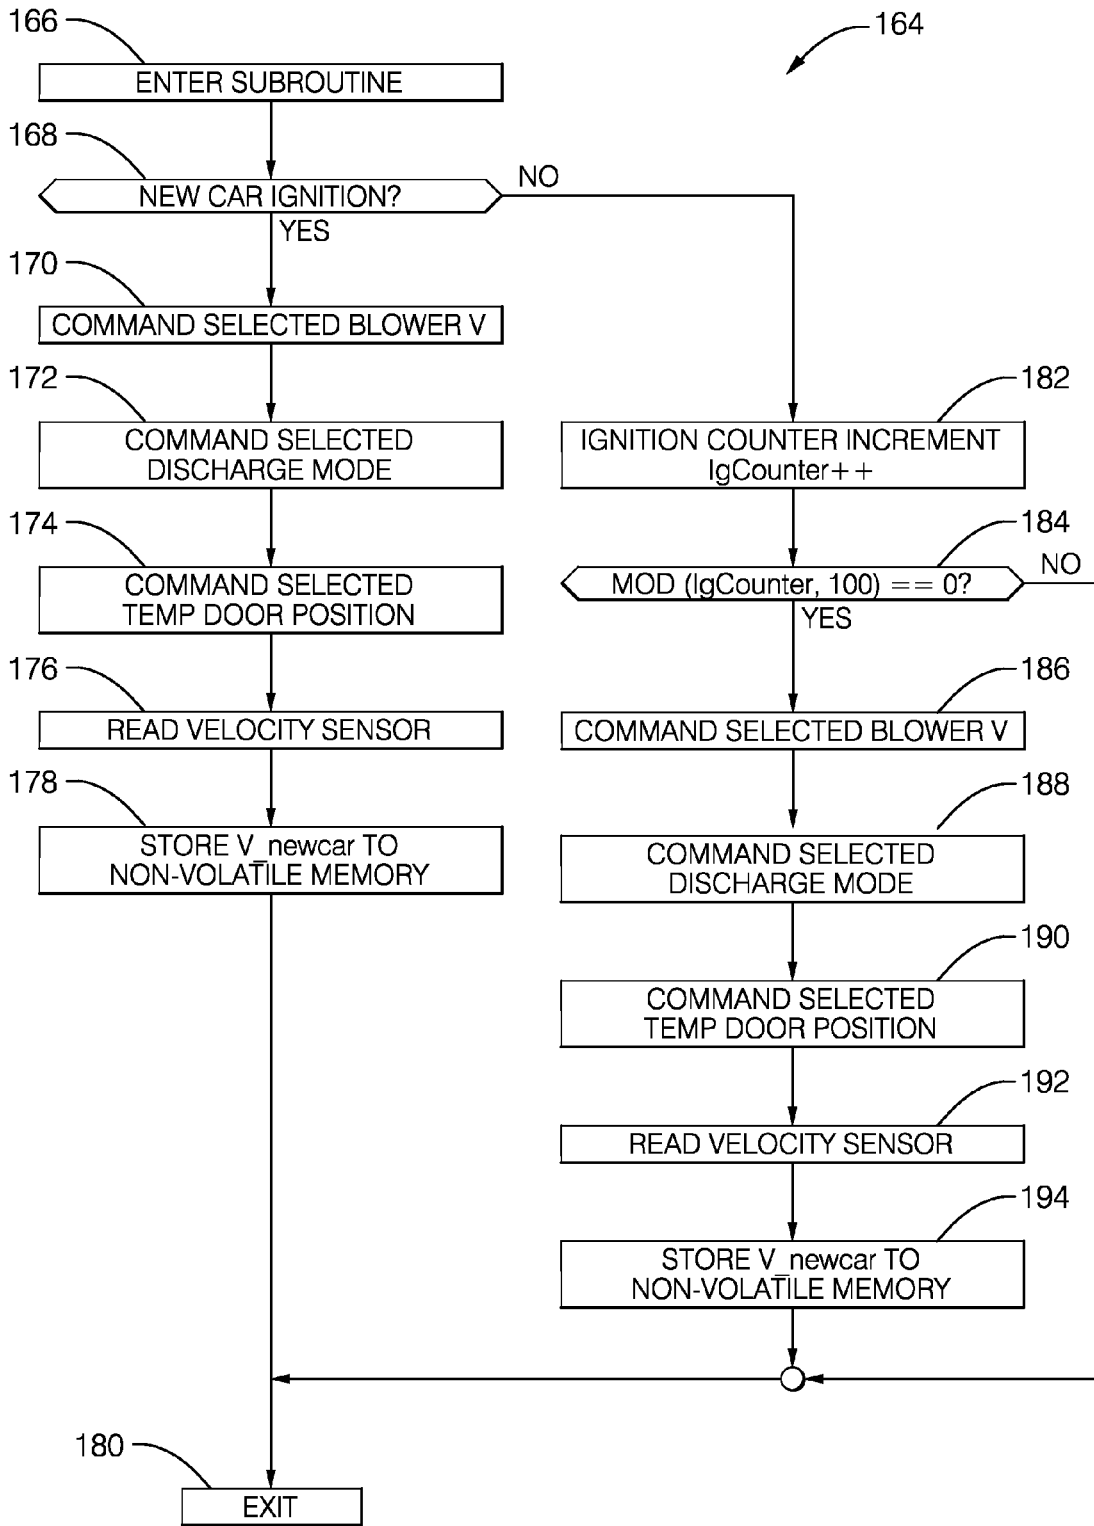 166
164
ENTER SUBROUTINE
168
NEW CAR IGNITION?
NO
YES
170
COMMAND SELECTED BLOWER V
172
COMMAND SELECTED
DISCHARGE MODE
174
COMMAND SELECTED
TEMP DOOR POSITION
176
READ VELOCITY SENSOR
178
STORE V_newcar TO
NON-VOLATILE MEMORY
182
IGNITION COUNTER INCREMENT
IgCounter++
184
MOD (IgCounter, 100) == 0?
NO
YES
186
COMMAND SELECTED BLOWER V
188
COMMAND SELECTED
DISCHARGE MODE
190
COMMAND SELECTED
TEMP DOOR POSITION
192
READ VELOCITY SENSOR
194
STORE V_newcar TO
NON-VOLATILE MEMORY
180
EXIT